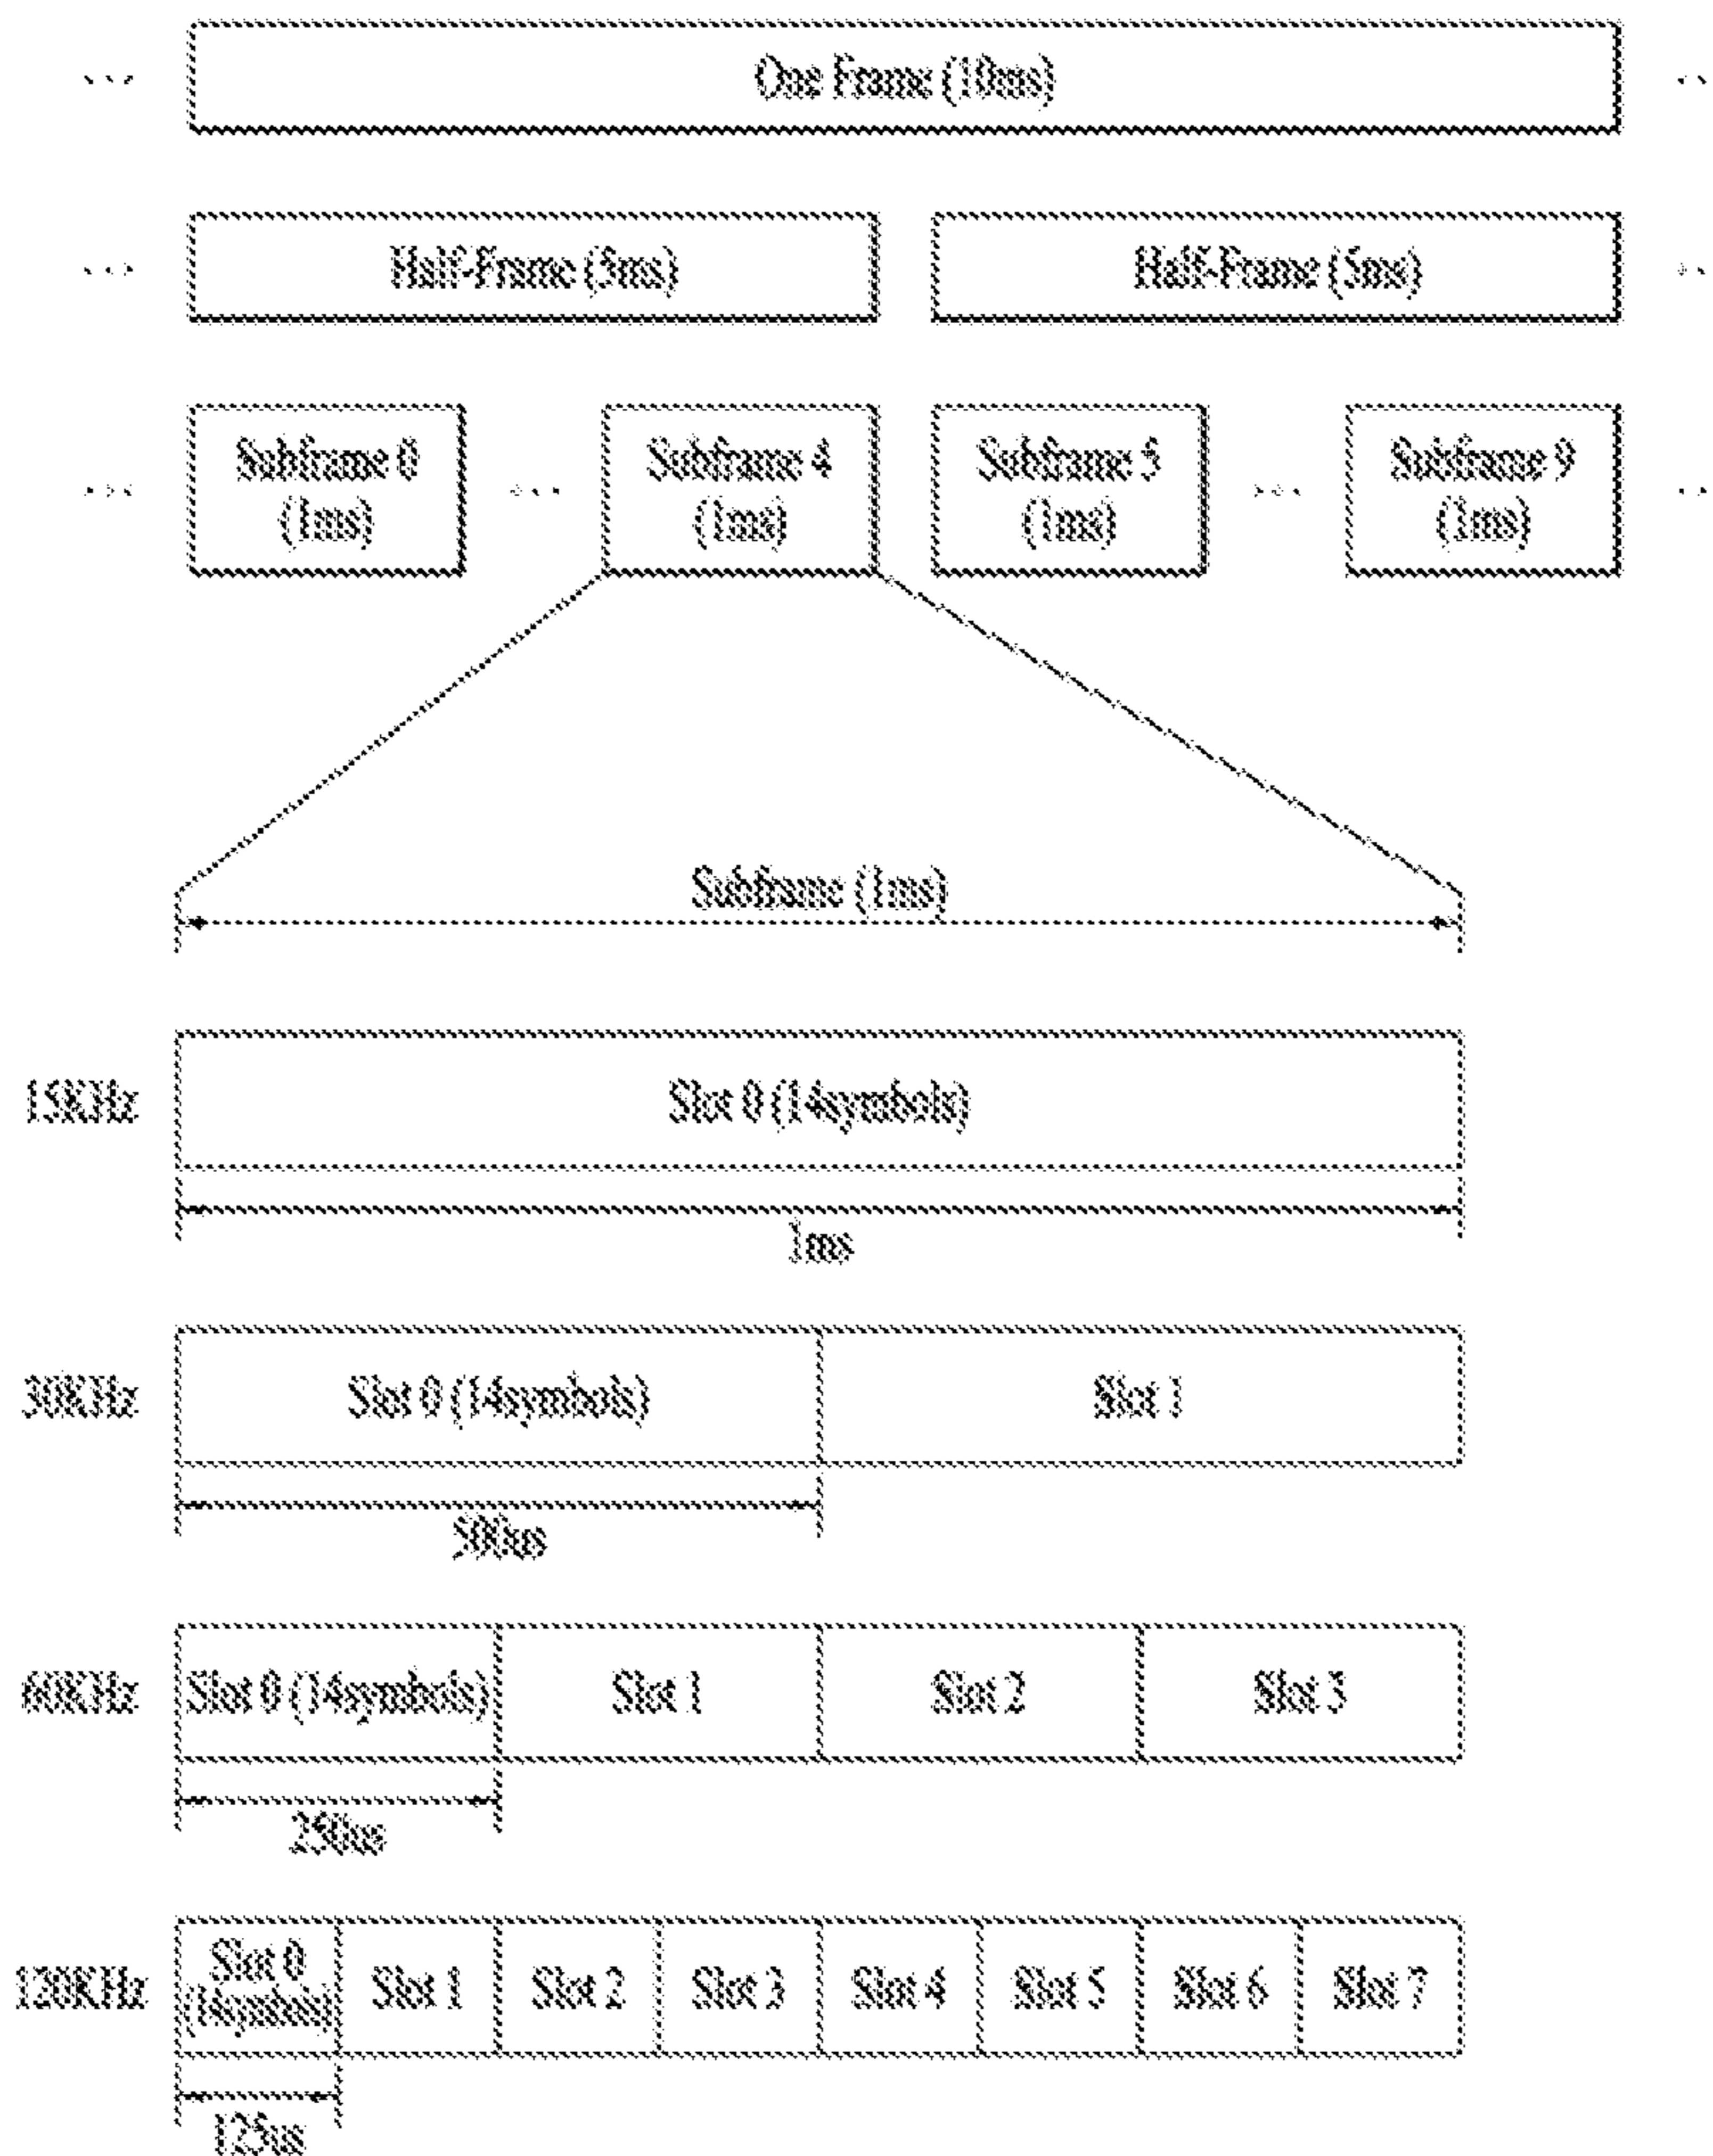 One Frame (10ms)
Half-Frame (5ms) Half-Frame (5ms)
Subframe 0 Subframe 4 Subframe 5 Subframe 9
(1ms) (1ms) (1ms) (1ms)
Subframe (1ms)
15KHz Slot 0 (14symbols)
1ms
30KHz Slot 0 (14symbols) Slot 1
500us
60KHz Slot 0 (14symbols) Slot 1 Slot 2 Slot 3
250us
120KHz Slot 0 (14symbols) Slot 1 Slot 2 Slot 3 Slot 4 Slot 5 Slot 6 Slot 7
125us